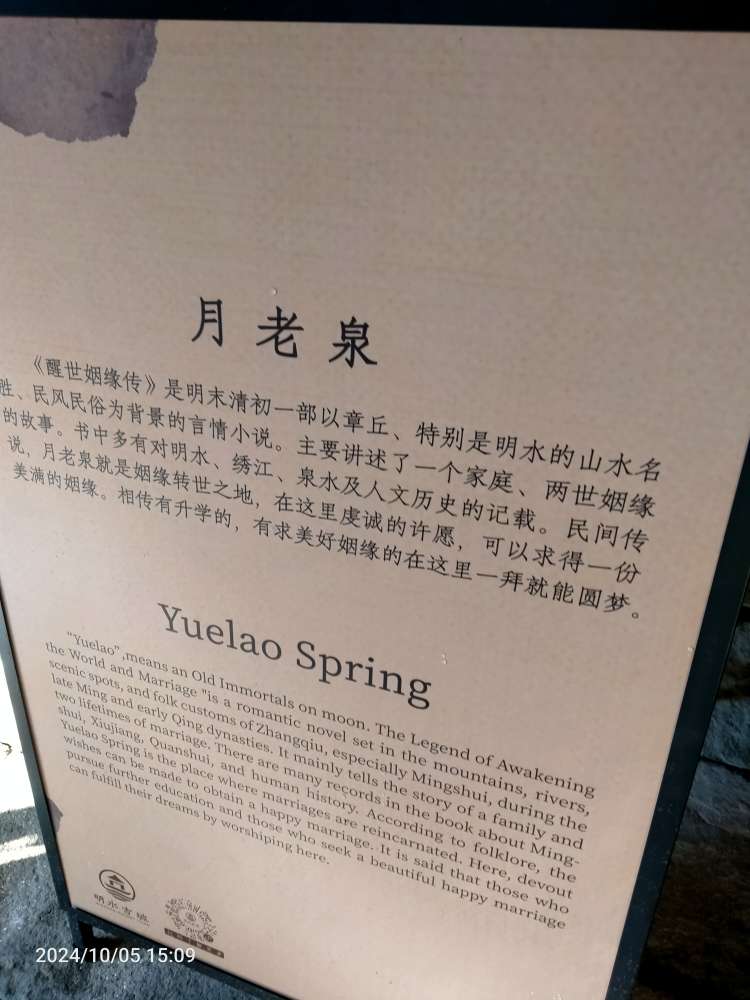 月老泉
《醒世姻缘传》是明末清初一部以章丘、特别是明水的山水名
胜、民风民俗为背景的言情小说。主要讲述了一个家庭、两世姻缘
的故事。书中多有对明水、绣江、泉水及人文历史的记载。民间传
说，月老泉就是姻缘转世之地，在这里虔诚的许愿，可以求得一份
美满的姻缘。相传有升学的，有求美好姻缘的在这里一拜就能圆梦。
Yuelao Spring
"Yuelao" ,means an Old Immortals on moon. The Legend of Awakening
the World and Marriage "is a romantic novel set in the mountains, rivers,
scenic spots, and folk customs of Zhangqiu, especially Mingshui, during the
late Ming and early Qing dynasties. It mainly tells the story of a family and
two lifetimes of marriage. There are many records in the book about Ming-
shui, Xiujiang, Quanshui, and human history. According to folklore, the
Yuelao Spring is the place where marriages are reincarnated. Here, devout
wishes can be made to obtain a happy marriage. It is said that those who
pursue further education and those who seek a beautiful happy marriage
can fulfill their dreams by worshiping here.
明水古城
2024/10/05 15:09